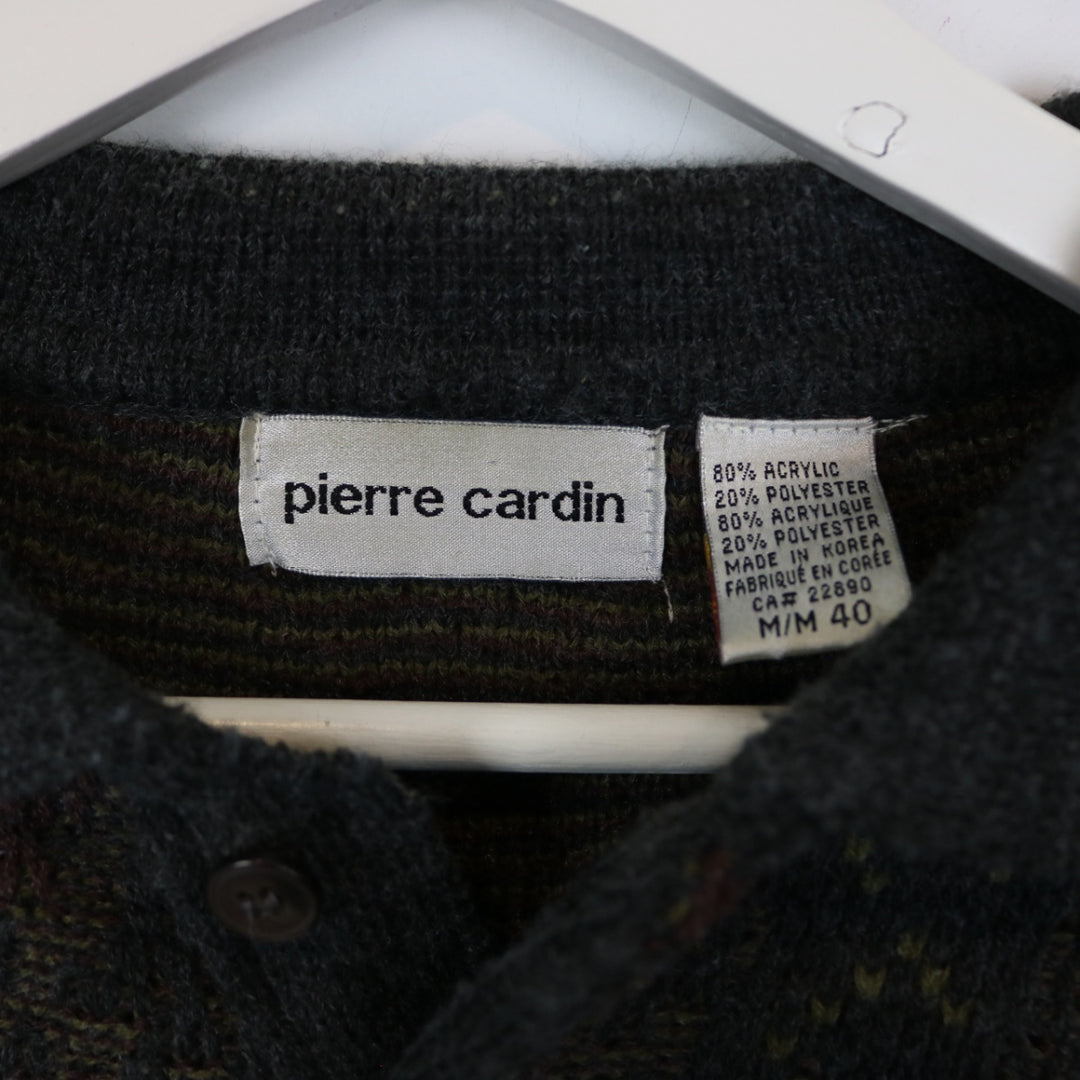 pierre cardin
80% ACRYLIC
20% POLYESTER
80% ACRYLIQUE
20% POLYESTER
MADE IN KOREA
FABRIQUÉ EN CORÉE
CA# 22890
M/M 40